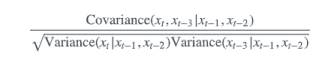 Covariance(x_t, x_{t−3}|x_{t−1}, x_{t−2})
√Variance(x_t|x_{t−1}, x_{t−2})Variance(x_{t−3}|x_{t−1}, x_{t−2})